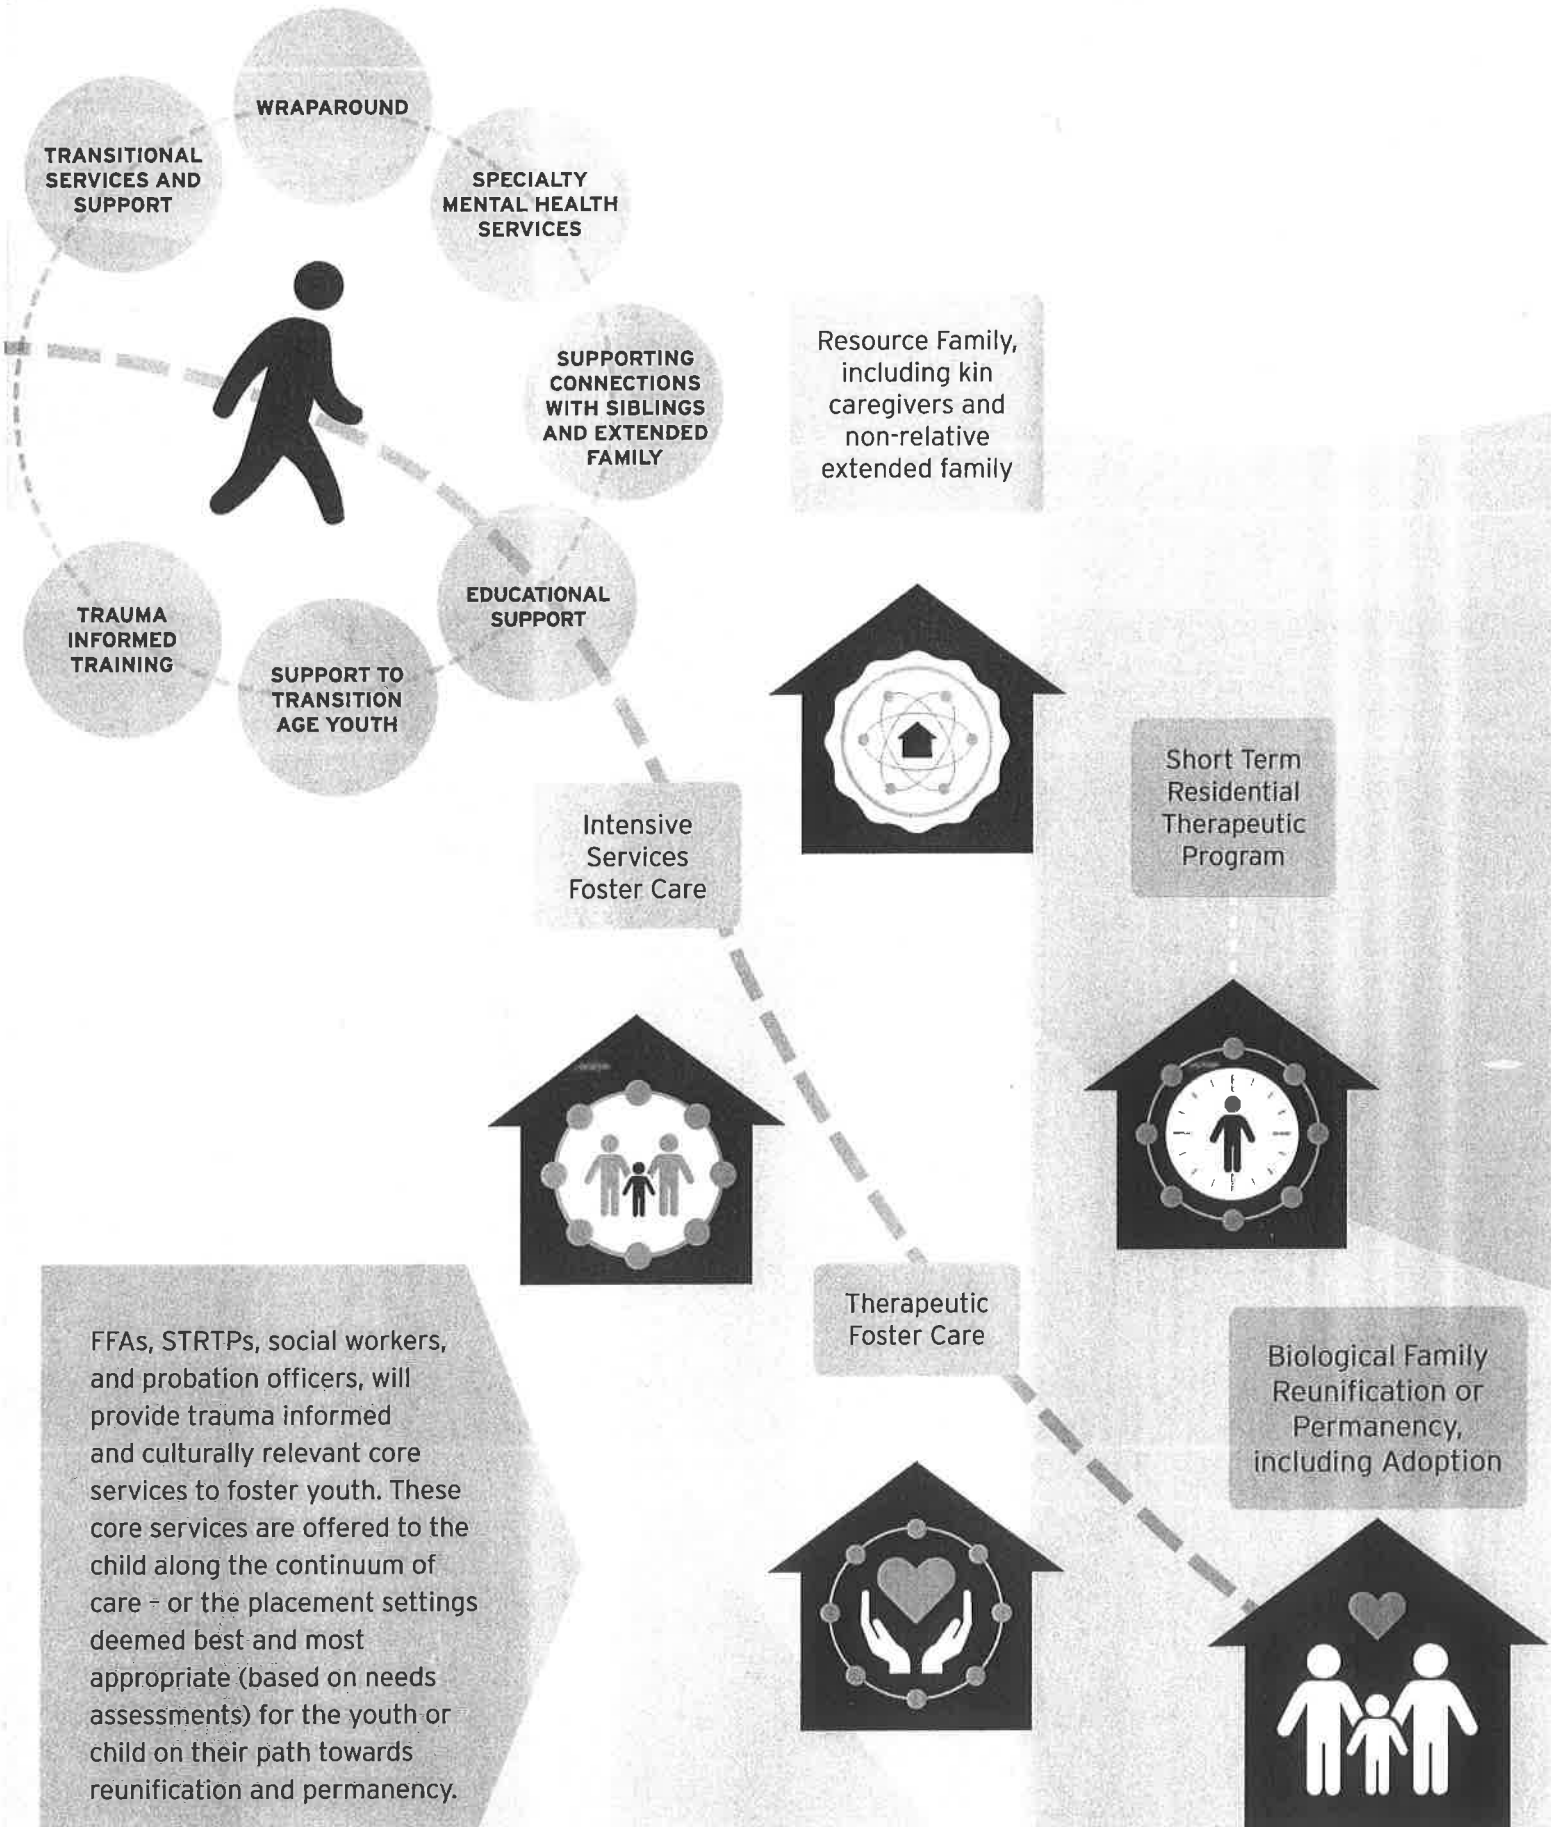 WRAPAROUND
TRANSITIONAL
SERVICES AND
SUPPORT
SPECIALTY
MENTAL HEALTH
SERVICES
SUPPORTING
CONNECTIONS
WITH SIBLINGS
AND EXTENDED
FAMILY
EDUCATIONAL
SUPPORT
SUPPORT TO
TRANSITION
AGE YOUTH
TRAUMA
INFORMED
TRAINING
Resource Family,
including kin
caregivers and
non-relative
extended family
Intensive
Services
Foster Care
Short Term
Residential
Therapeutic
Program
Therapeutic
Foster Care
Biological Family
Reunification or
Permanency,
including Adoption
FFAs, STRTPs, social workers,
and probation officers, will
provide trauma informed
and culturally relevant core
services to foster youth. These
core services are offered to the
child along the continuum of
care – or the placement settings
deemed best and most
appropriate (based on needs
assessments) for the youth or
child on their path towards
reunification and permanency.